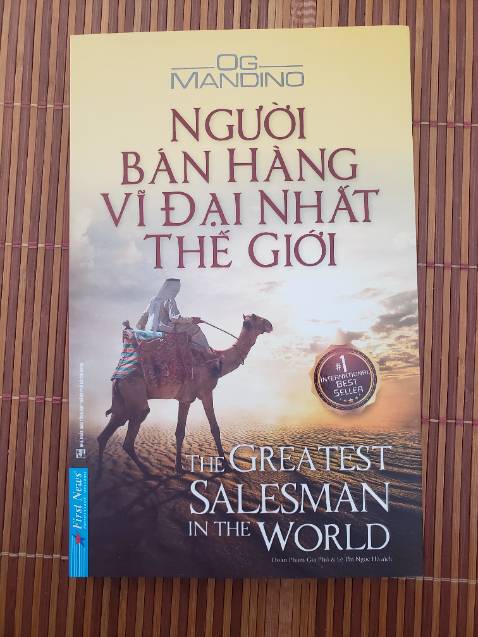 OG
MANDINO
NGƯỜI
BÁN HÀNG
VĨ ĐẠI NHẤT
THẾ GIỚI
#1
INTERNATIONAL
BEST
SELLER
THE GREATEST
SALESMAN
IN THE WORLD
First News